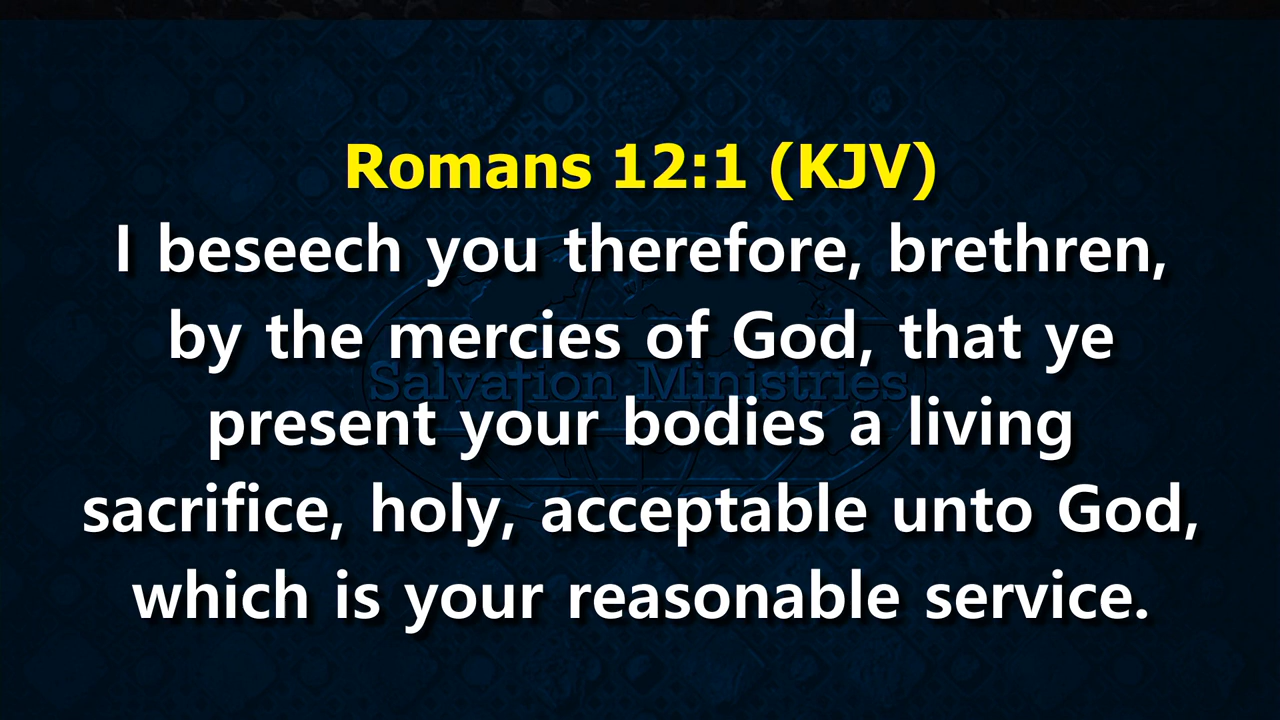 Romans 12:1 (KJV)
I beseech you therefore, brethren,
by the mercies of God, that ye
Salvation Ministries
present your bodies a living
sacrifice, holy, acceptable unto God,
which is your reasonable service.